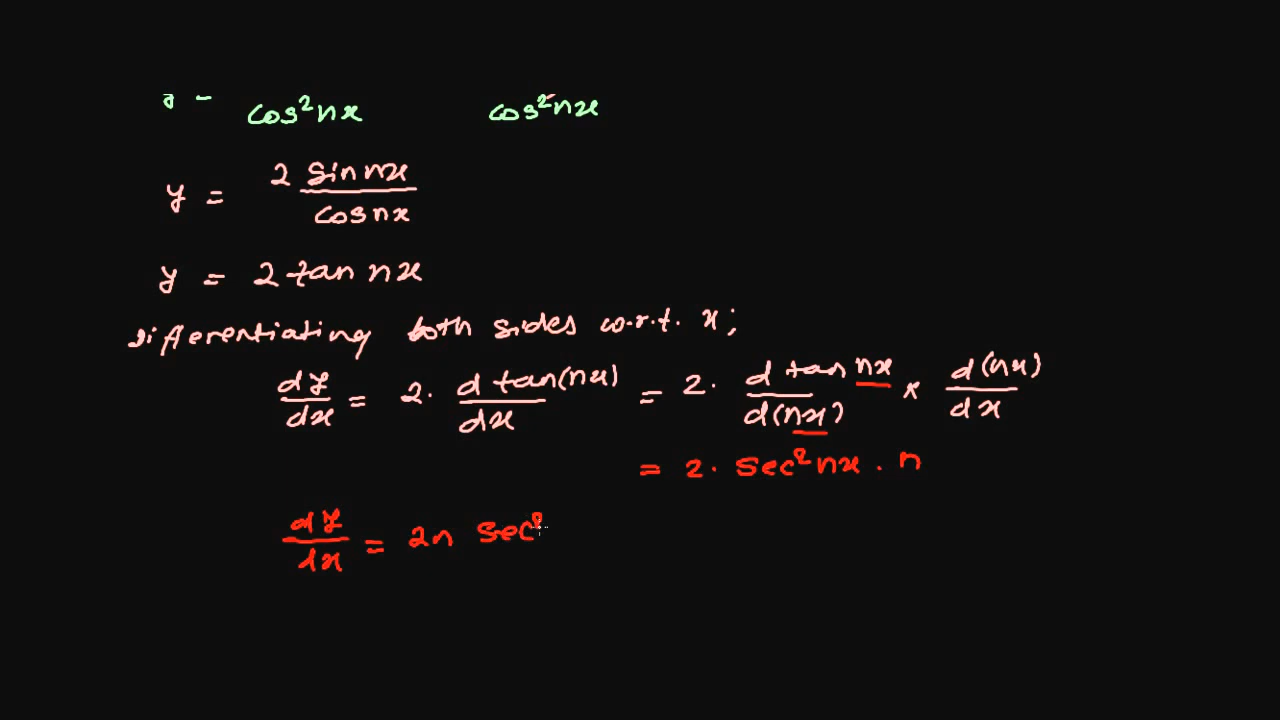 cos²nx cos²nx
y = 2 sin nx / cos nx
y = 2 tan nx
Differentiating both sides w.r.t. x;
dy/dx = 2. d tan(nx)/dx = 2. d tan nx/d(nx) × d(nx)/dx
= 2. sec²nx . n
dy/dx = 2n sec²